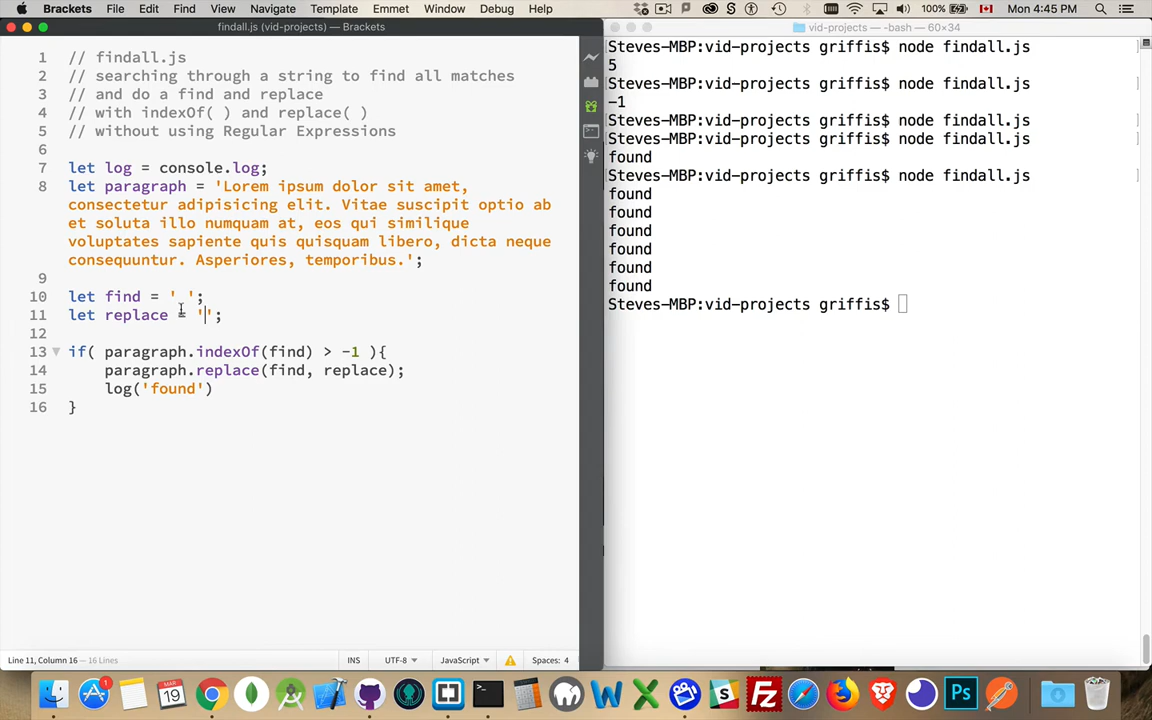 Brackets File Edit Find View Navigate Template Emmet Window Debug Help 100% Mon 4:45 PM
findall.js (vid-projects) — Brackets
1 // findall.js
2 // searching through a string to find all matches
3 // and do a find and replace
4 // with indexOf( ) and replace( )
5 // without using Regular Expressions
6
7 let log = console.log;
8 let paragraph = 'Lorem ipsum dolor sit amet,
consectetur adipisicing elit. Vitae suscipit optio ab
et soluta illo numquam at, eos qui similique
voluptates sapiente quis quisquam libero, dicta neque
consequuntur. Asperiores, temporibus.';
9
10 let find = ' ';
11 let replace = '';
12
13 if( paragraph.indexOf(find) > -1 ){
14 paragraph.replace(find, replace);
15 log('found')
16 }
Line 11, Column 16 — 16 Lines
INS UTF-8 JavaScript Spaces: 4
vid-projects — -bash — 60×34
Steves-MBP:vid-projects griffis$ node findall.js
5
Steves-MBP:vid-projects griffis$ node findall.js
-1
Steves-MBP:vid-projects griffis$ node findall.js
Steves-MBP:vid-projects griffis$ node findall.js
found
Steves-MBP:vid-projects griffis$ node findall.js
found
found
found
found
found
found
Steves-MBP:vid-projects griffis$
1
MAR
19